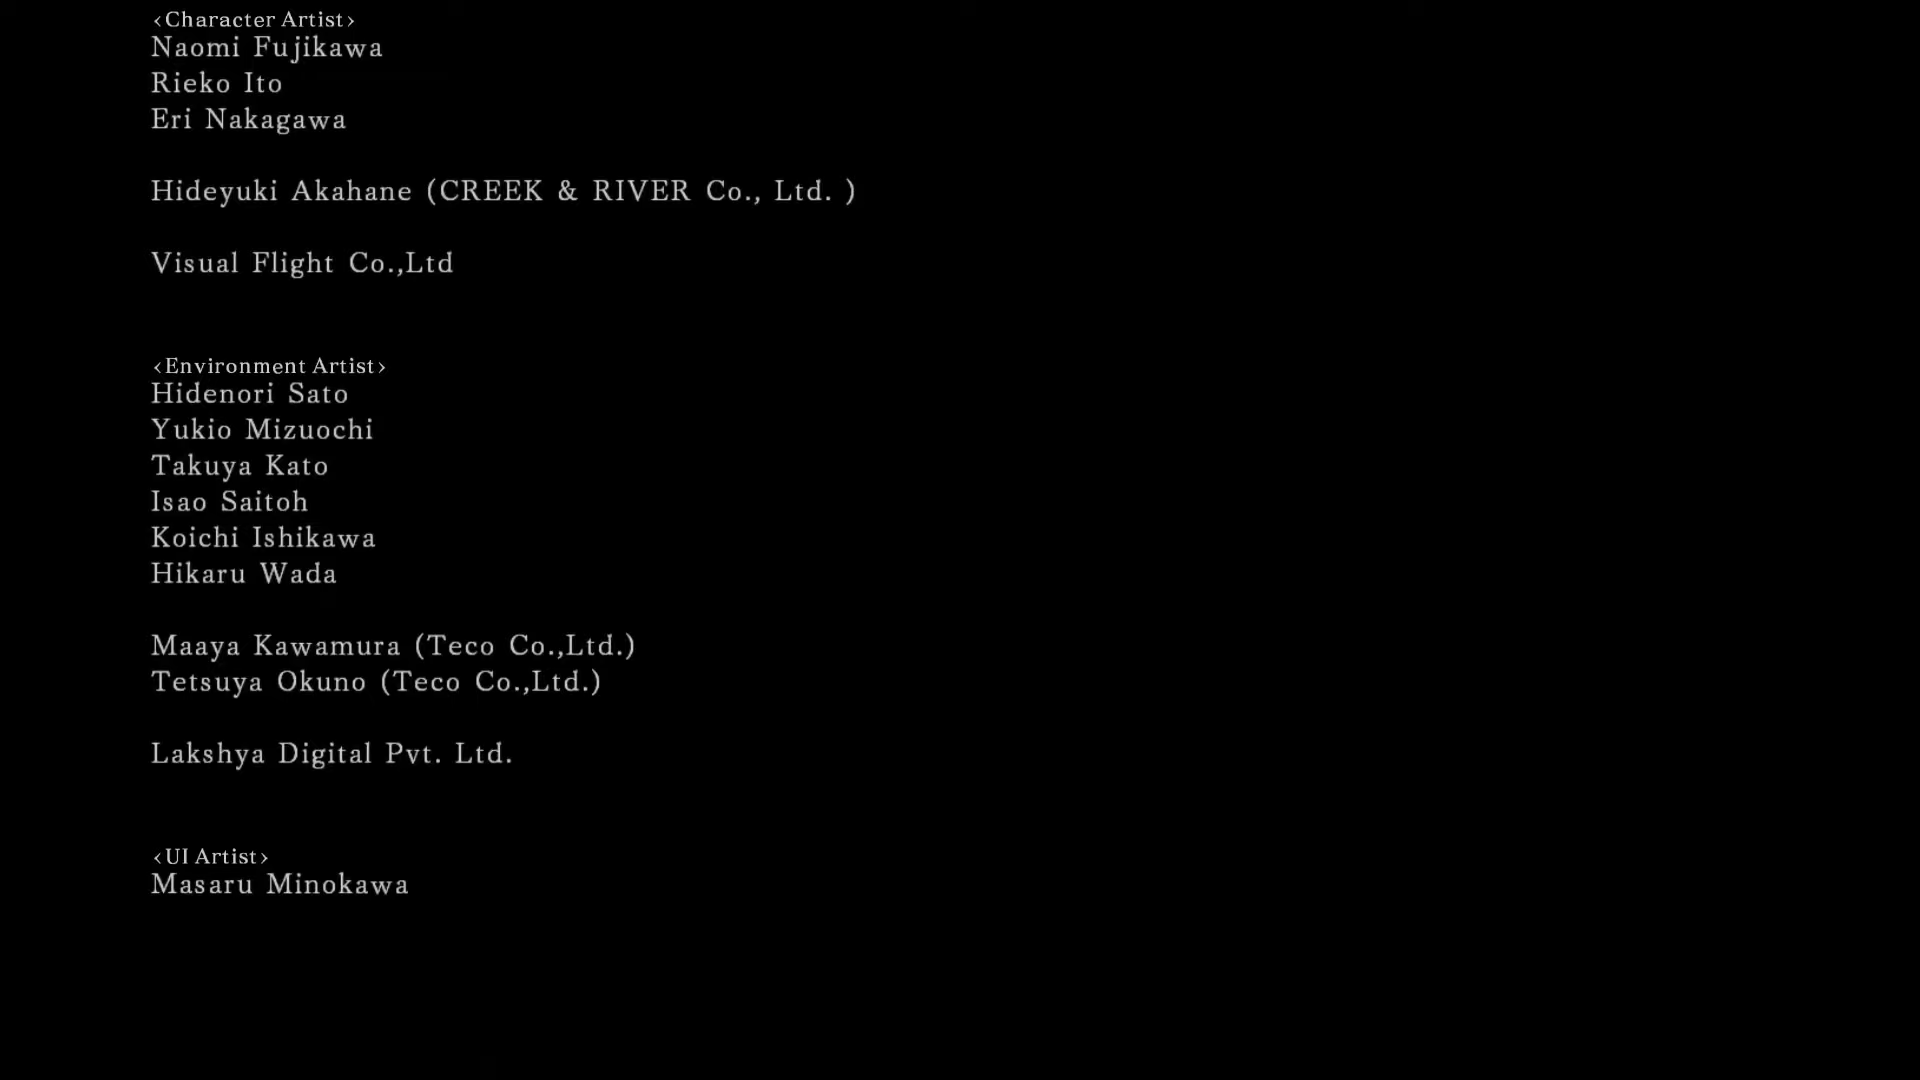 ‹Character Artist›
Naomi Fujikawa
Rieko Ito
Eri Nakagawa
Hideyuki Akahane (CREEK & RIVER Co., Ltd. )
Visual Flight Co.,Ltd
‹Environment Artist›
Hidenori Sato
Yukio Mizuochi
Takuya Kato
Isao Saitoh
Koichi Ishikawa
Hikaru Wada
Maaya Kawamura (Teco Co.,Ltd.)
Tetsuya Okuno (Teco Co.,Ltd.)
Lakshya Digital Pvt. Ltd.
‹UI Artist›
Masaru Minokawa